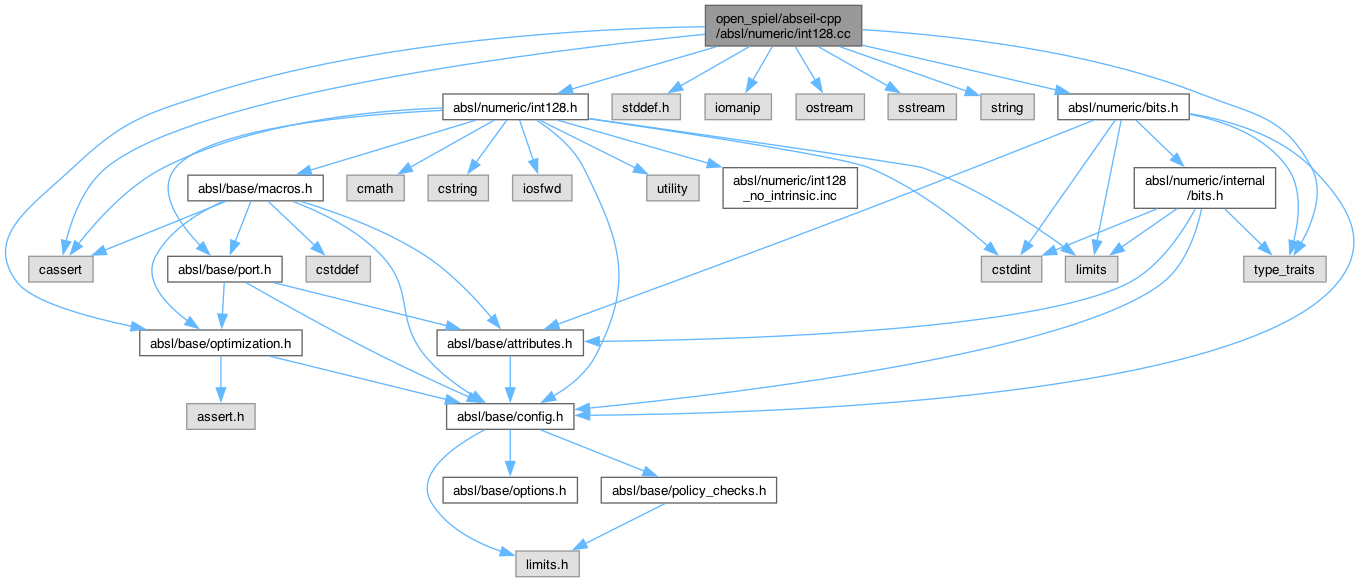 open_spiel/abseil-cpp
/absl/numeric/int128.cc
absl/numeric/int128.h
stddef.h
iomanip
ostream
sstream
string
absl/numeric/bits.h
absl/base/macros.h
cmath
cstring
iosfwd
utility
absl/numeric/int128
_no_intrinsic.inc
absl/numeric/internal
/bits.h
cassert
absl/base/port.h
cstddef
cstdint
limits
type_traits
absl/base/optimization.h
absl/base/attributes.h
assert.h
absl/base/config.h
absl/base/options.h
absl/base/policy_checks.h
limits.h